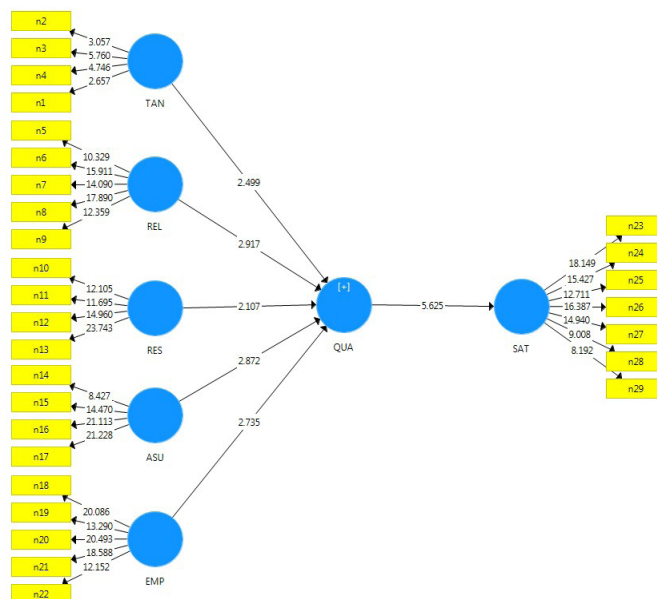 n2
n3
n4
n1
3.057
5.760
4.746
2.657
TAN
n5
n6
n7
n8
n9
10.329
15.911
14.090
17.890
12.359
REL
n10
n11
n12
n13
12.105
11.695
14.960
23.743
RES
n14
n15
n16
n17
8.427
14.470
21.113
21.228
ASU
n18
n19
n20
n21
n22
20.086
13.290
20.493
18.588
12.152
EMP
2.499
2.917
2.107
2.872
2.735
[+]
QUA
5.625
SAT
18.149
15.427
12.711
16.387
14.940
9.008
8.192
n23
n24
n25
n26
n27
n28
n29